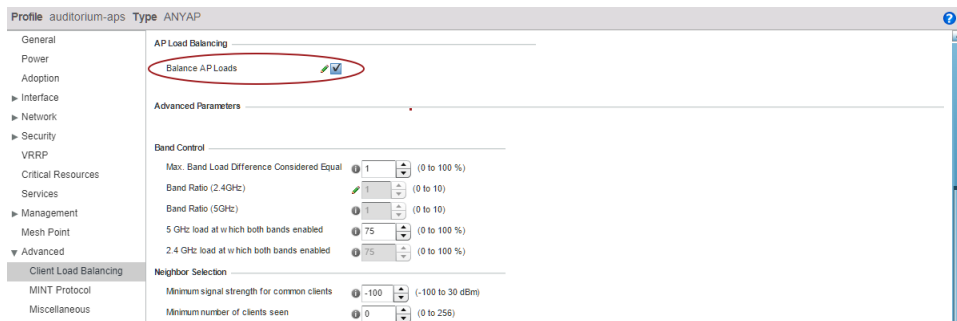 Profile auditorium-aps Type ANYAP
General
Power
Adoption
Interface
Network
Security
VRRP
Critical Resources
Services
Management
Mesh Point
Advanced
Client Load Balancing
MINT Protocol
Miscellaneous
AP Load Balancing
Balance AP Loads
Advanced Parameters
Band Control
Max. Band Load Difference Considered Equal 1 (0 to 100 %)
Band Ratio (2.4GHz) 1 (0 to 10)
Band Ratio (5GHz) 1 (0 to 10)
5 GHz load at which both bands enabled 75 (0 to 100 %)
2.4 GHz load at which both bands enabled 75 (0 to 100 %)
Neighbor Selection
Minimum signal strength for common clients -100 (-100 to 30 dBm)
Minimum number of clients seen 0 (0 to 256)